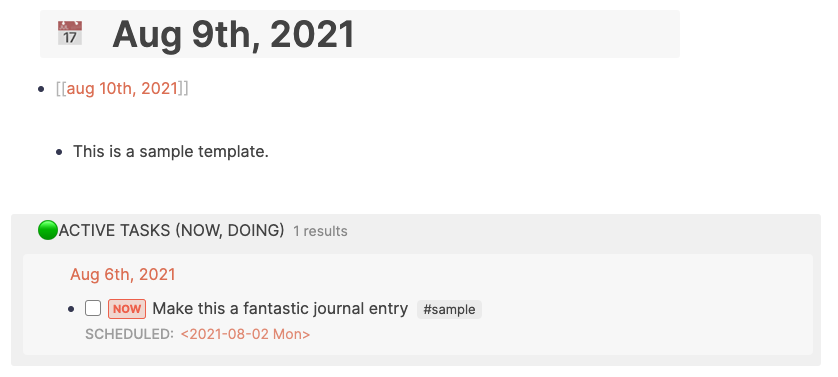 17 Aug 9th, 2021
[[aug 10th, 2021]]
This is a sample template.
ACTIVE TASKS (NOW, DOING) 1 results
Aug 6th, 2021
NOW Make this a fantastic journal entry #sample
SCHEDULED: <2021-08-02 Mon>